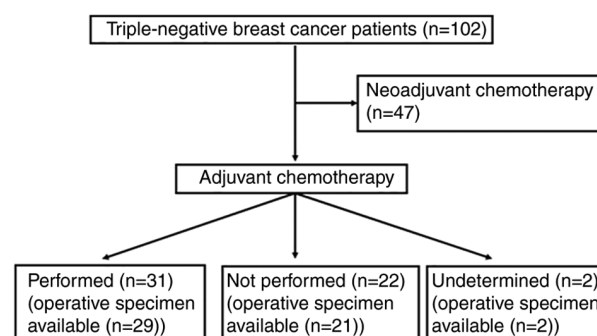 Triple-negative breast cancer patients (n=102)
Neoadjuvant chemotherapy
(n=47)
Adjuvant chemotherapy
Performed (n=31)
(operative specimen
available (n=29))
Not performed (n=22)
(operative specimen
available (n=21))
Undetermined (n=2)
(operative specimen
available (n=2))